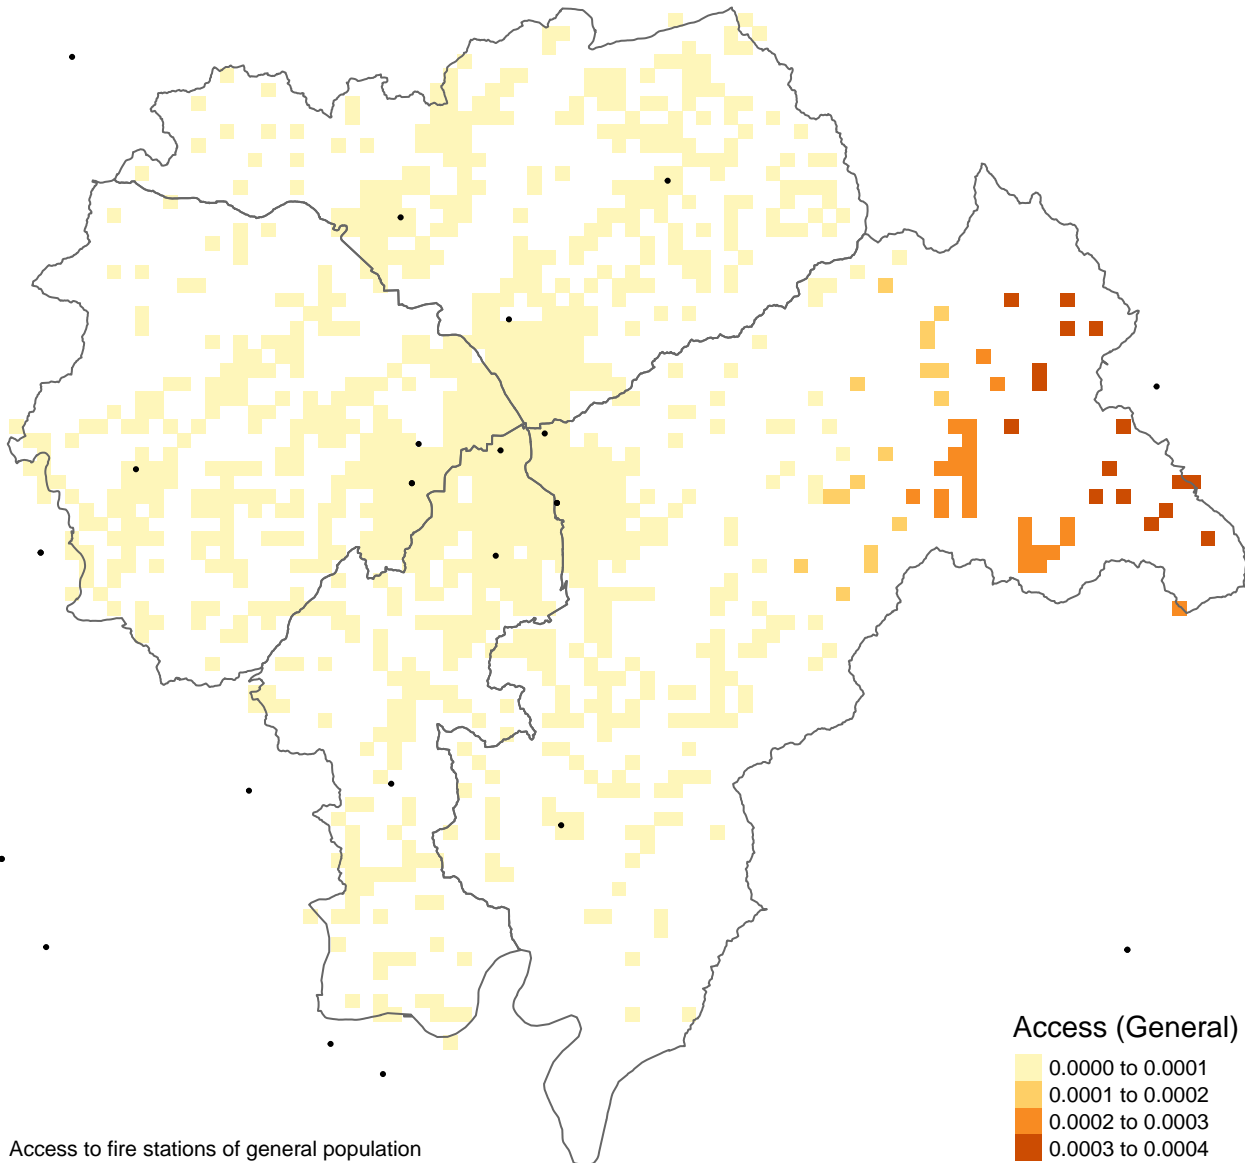 Access (General)
0.0000 to 0.0001
0.0001 to 0.0002
0.0002 to 0.0003
0.0003 to 0.0004
Access to fire stations of general population